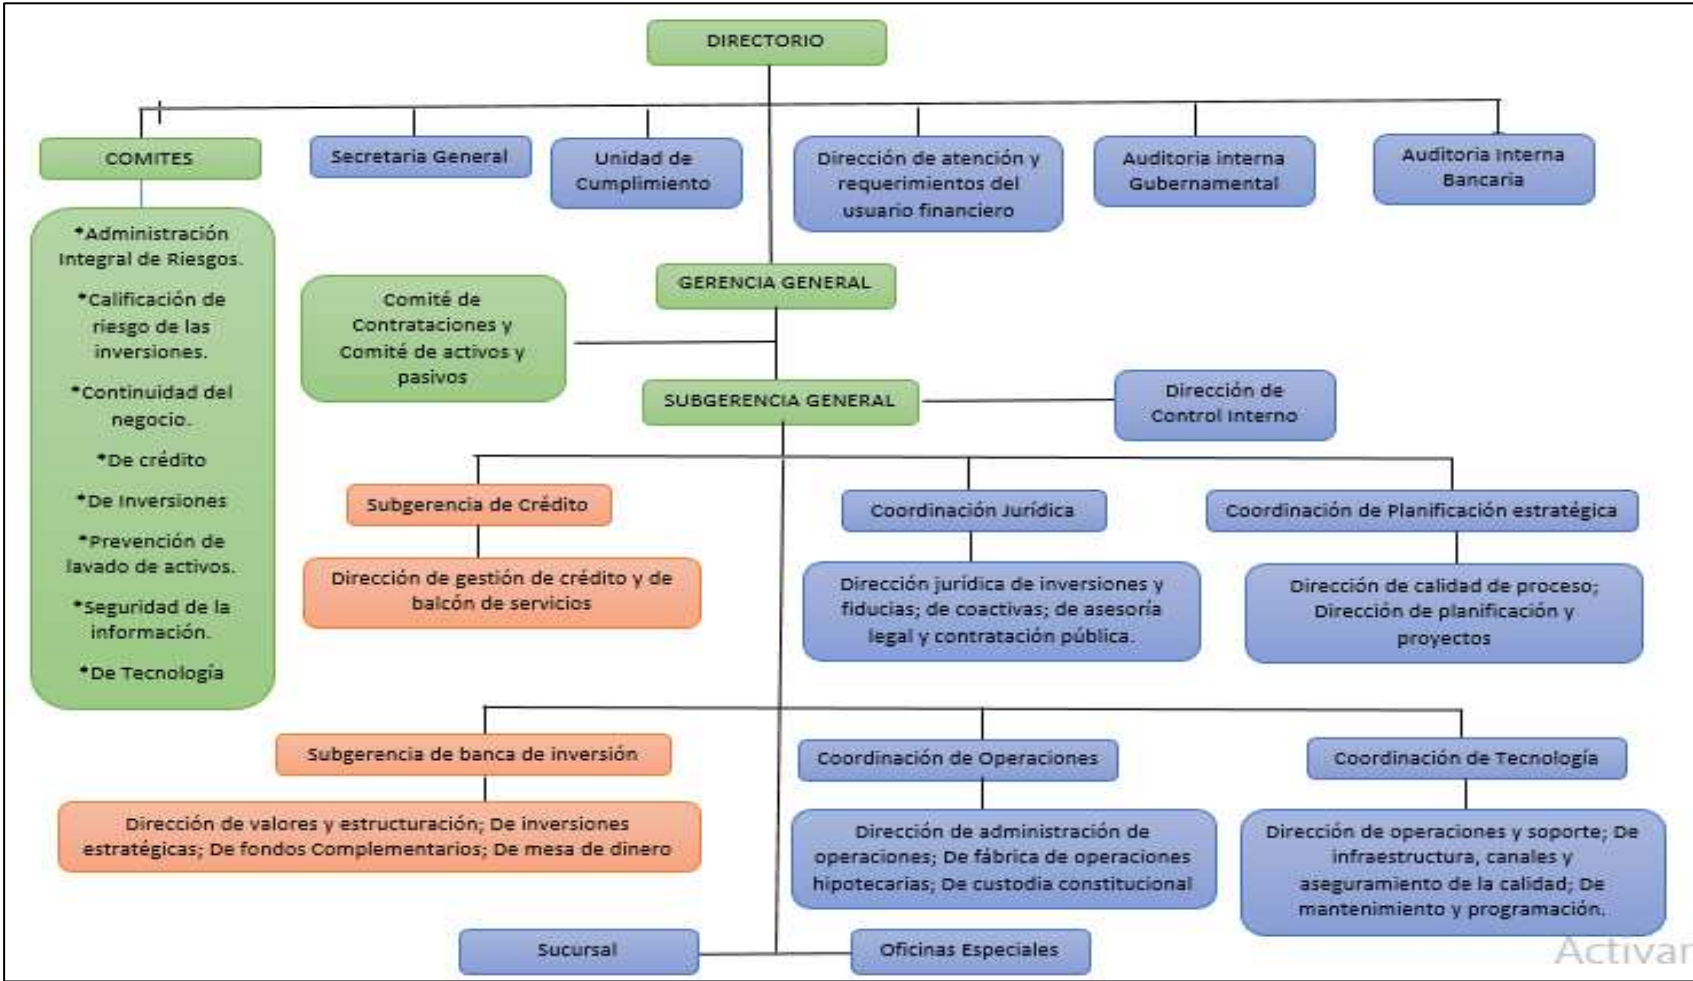 DIRECTORIO
COMITES
Secretaria General
Unidad de
Cumplimiento
Dirección de atención y
requerimientos del
usuario financiero
Auditoria interna
Gubernamental
Auditoria Interna
Bancaria
*Administración
Integral de Riesgos.
*Calificación de
riesgo de las
inversiones.
*Continuidad del
negocio.
*De crédito
*De Inversiones
*Prevención de
lavado de activos.
*Seguridad de la
información.
*De Tecnología
GERENCIA GENERAL
Comité de
Contrataciones y
Comité de activos y
pasivos
SUBGERENCIA GENERAL
Dirección de
Control Interno
Subgerencia de Crédito
Coordinación Jurídica
Coordinación de Planificación estratégica
Dirección de gestión de crédito y de
balcón de servicios
Dirección jurídica de inversiones y
fiducias; de coactivas; de asesoría
legal y contratación pública.
Dirección de calidad de proceso;
Dirección de planificación y
proyectos
Subgerencia de banca de inversión
Coordinación de Operaciones
Coordinación de Tecnología
Dirección de valores y estructuración; De inversiones
estratégicas; De fondos Complementarios; De mesa de dinero
Dirección de administración de
operaciones; De fábrica de operaciones
hipotecarias; De custodia constitucional
Dirección de operaciones y soporte; De
infraestructura, canales y
aseguramiento de la calidad; De
mantenimiento y programación.
Sucursal
Oficinas Especiales
Activar